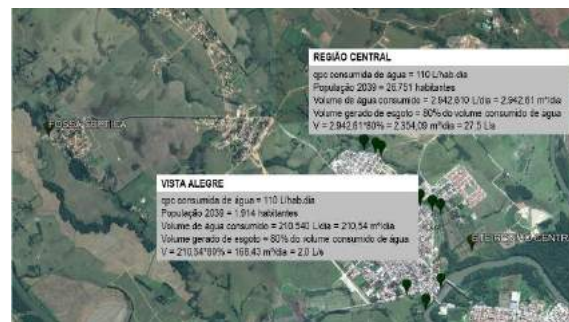 REGIÃO CENTRAL
qpc consumida de água = 110 L/hab.dia
População 2039 = 26.751 habitantes
Volume de água consumido = 2.942.610 L/dia = 2.942,61 m³/dia
Volume gerado de esgoto = 80% do volume consumido de água
V = 2.942,61*80% = 2.354,09 m³/dia = 27,5 L/s
FOSSA SÉPTICA
VISTA ALEGRE
qpc consumida de água = 110 L/hab.dia
População 2039 = 1.914 habitantes
Volume de água consumido = 210.540 L/dia = 210,54 m³/dia
Volume gerado de esgoto = 80% do volume consumido de água
V = 210,54*80% = 168,43 m³/dia = 2,0 L/s